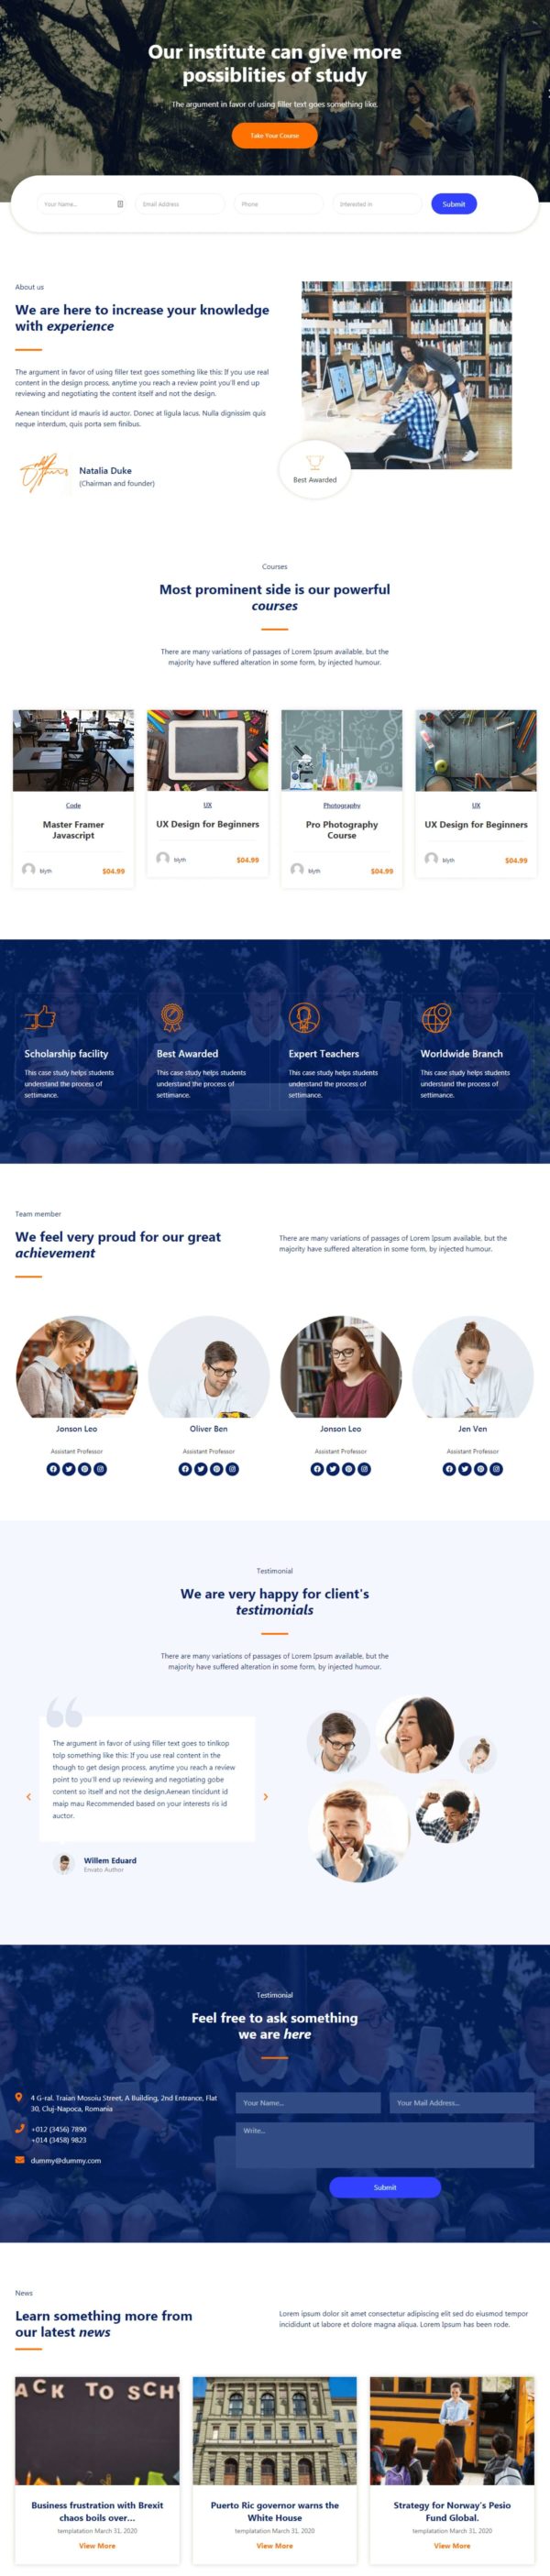 Our institute can give more
possiblities of study
The argument in favor of using filler text goes something like.
Take Your Course
Your Name...
Email Address
Phone
Interested in
Submit
About us
We are here to increase your knowledge
with experience
The argument in favor of using filler text goes something like this: If you use real
content in the design process, anytime you reach a review point you'll end up
reviewing and negotiating the content itself and not the design.
Aenean tincidunt id mauris id auctor. Donec at ligula lacus. Nulla dignissim quis
neque interdum, quis porta sem finibus.
Natalia Duke
(Chairman and founder)
Best Awarded
Courses
Most prominent side is our powerful
courses
There are many variations of passages of Lorem Ipsum available, but the
majority have suffered alteration in some form, by injected humour.
Code
Master Framer
Javascript
blyth
$04.99
UX
UX Design for Beginners
blyth
$04.99
Photography
Pro Photography
Course
blyth
$04.99
UX
UX Design for Beginners
blyth
$04.99
Scholarship facility
This case study helps students
understand the process of
settimance.
Best Awarded
This case study helps students
understand the process of
settimance.
Expert Teachers
This case study helps students
understand the process of
settimance.
Worldwide Branch
This case study helps students
understand the process of
settimance.
Team member
We feel very proud for our great
achievement
There are many variations of passages of Lorem Ipsum available, but the
majority have suffered alteration in some form, by injected humour.
Jonson Leo
Assistant Professor
Oliver Ben
Assistant Professor
Jonson Leo
Assistant Professor
Jen Ven
Assistant Professor
Testimonial
We are very happy for client's
testimonials
There are many variations of passages of Lorem Ipsum available, but the
majority have suffered alteration in some form, by injected humour.
The argument in favor of using filler text goes to tinlkop
tolp something like this: If you use real content in the
though to get design process, anytime you reach a review
point to you'll end up reviewing and negotiating gobe
content so itself and not the design.Aenean tincidunt id
maip mau Recommended based on your interests ris id
auctor.
Willem Eduard
Envato Author
Testimonial
Feel free to ask something
we are here
4 G-ral. Traian Mosoiu Street, A Building, 2nd Entrance, Flat
30, Cluj-Napoca, Romania
+012 (3456) 7890
+014 (3458) 9823
dummy@dummy.com
Your Name...
Your Mail Address...
Write...
Submit
News
Learn something more from
our latest news
Lorem ipsum dolor sit amet consectetur adipiscing elit sed do eiusmod tempor
incididunt ut labore et dolore magna aliqua. Lorem Ipsum has been rode.
ACK TO SCH
Business frustration with Brexit
chaos boils over...
templatation March 31, 2020
View More
Puerto Ric governor warns the
White House
templatation March 31, 2020
View More
Strategy for Norway's Pesio
Fund Global.
templatation March 31, 2020
View More